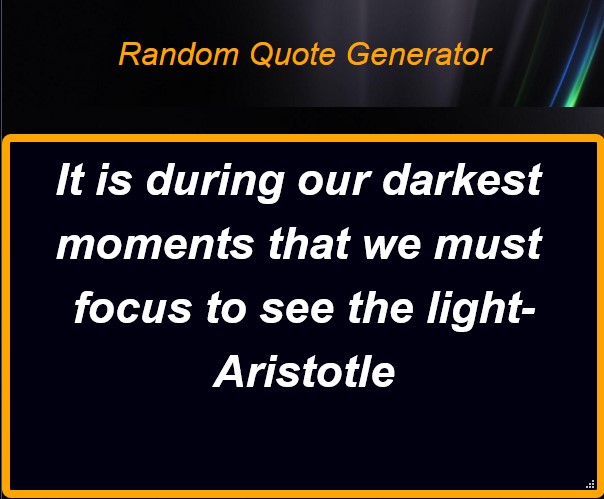 Random Quote Generator
It is during our darkest
moments that we must
focus to see the light-
Aristotle